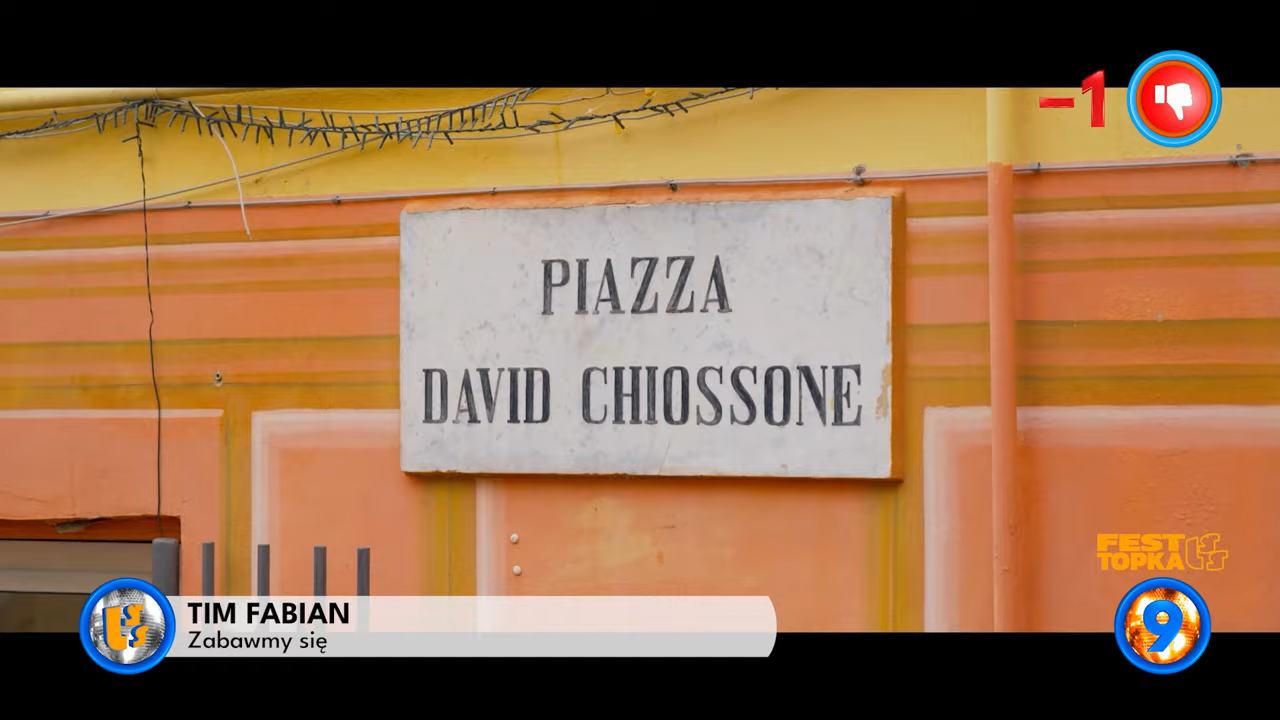 -1
PIAZZA
DAVID CHIOSSONE
FEST
TOPKA
TIM FABIAN
Zabawmy się
9